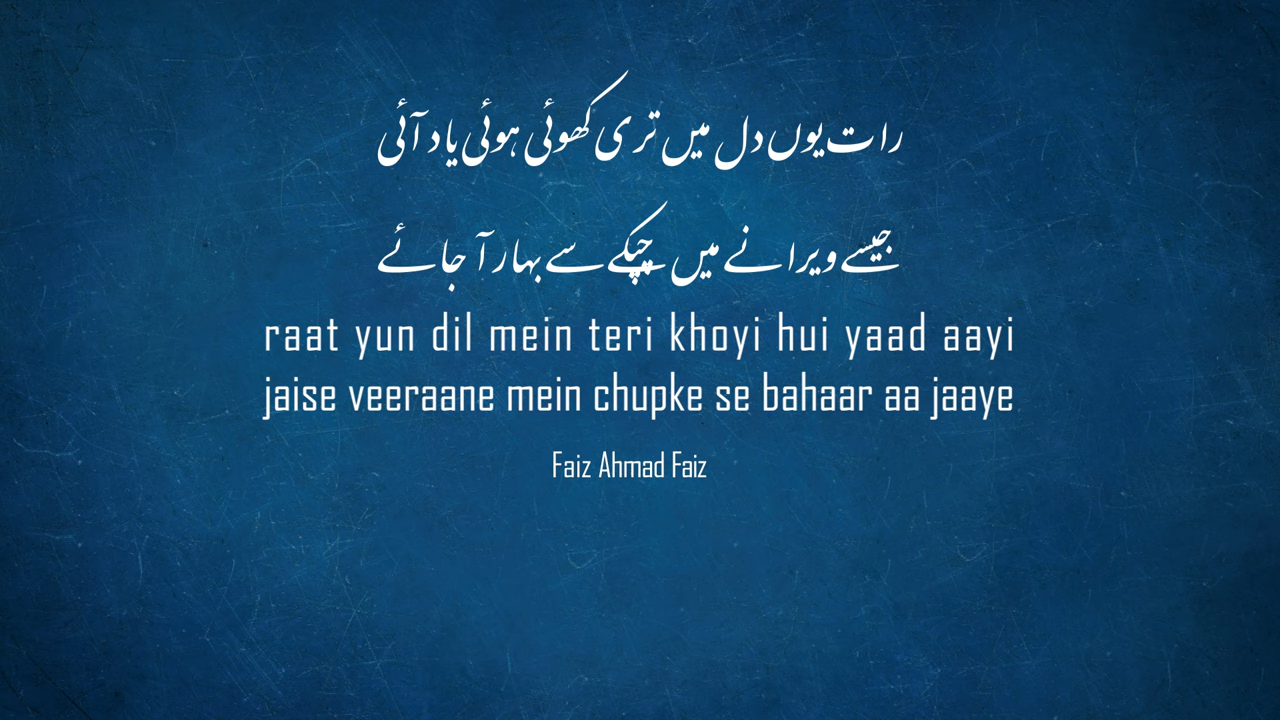 رات یوں دل میں تری کھوئی ہوئی یاد آئی
جیسے ویرانے میں چپکے سے بہار آ جائے
raat yun dil mein teri khoyi hui yaad aayi
jaise veeraane mein chupke se bahaar aa jaaye
Faiz Ahmad Faiz